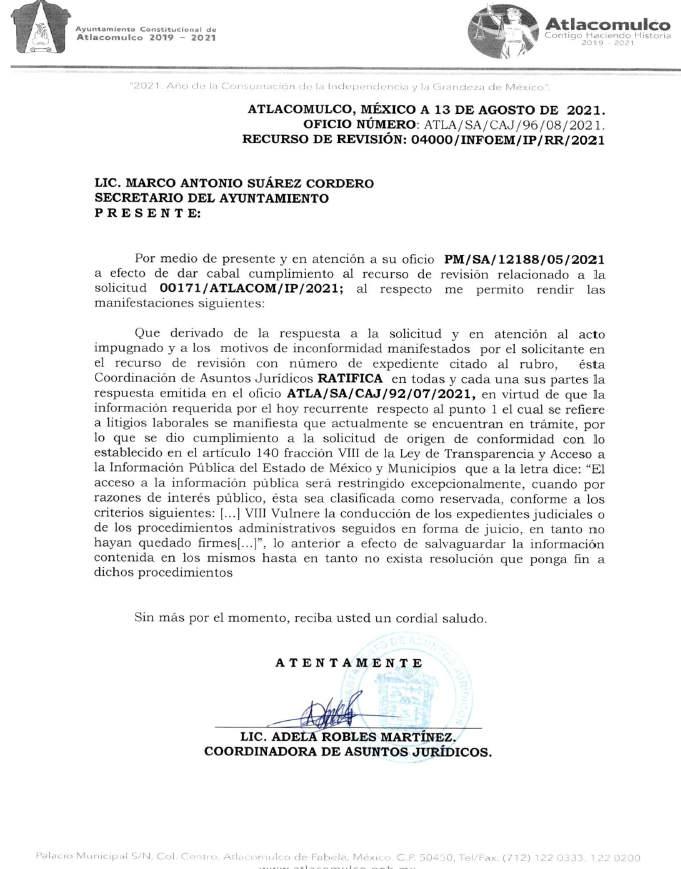 Ayuntamiento Constitucional de
Atlacomulco 2019 - 2021
Atlacomulco
Contigo Haciendo Historia
2019 - 2021
"2021. Año de la Consumación de la Independencia y la Grandeza de México".
ATLACOMULCO, MÉXICO A 13 DE AGOSTO DE 2021.
OFICIO NÚMERO: ATLA/SA/CAJ/96/08/2021.
RECURSO DE REVISIÓN: 04000/INFOEM/IP/RR/2021
LIC. MARCO ANTONIO SUÁREZ CORDERO
SECRETARIO DEL AYUNTAMIENTO
P R E S E N T E:
Por medio de presente y en atención a su oficio PM/SA/12188/05/2021
a efecto de dar cabal cumplimiento al recurso de revisión relacionado a la
solicitud 00171/ATLACOM/IP/2021; al respecto me permito rendir las
manifestaciones siguientes:
Que derivado de la respuesta a la solicitud y en atención al acto
impugnado y a los motivos de inconformidad manifestados por el solicitante en
el recurso de revisión con número de expediente citado al rubro, ésta
Coordinación de Asuntos Jurídicos RATIFICA en todas y cada una sus partes la
respuesta emitida en el oficio ATLA/SA/CAJ/92/07/2021, en virtud de que la
información requerida por el hoy recurrente respecto al punto 1 el cual se refiere
a litigios laborales se manifiesta que actualmente se encuentran en trámite, por
lo que se dio cumplimiento a la solicitud de origen de conformidad con lo
establecido en el artículo 140 fracción VIII de la Ley de Transparencia y Acceso a
la Información Pública del Estado de México y Municipios que a la letra dice: "El
acceso a la información pública será restringido excepcionalmente, cuando por
razones de interés público, ésta sea clasificada como reservada, conforme a los
criterios siguientes: [...] VIII Vulnere la conducción de los expedientes judiciales o
de los procedimientos administrativos seguidos en forma de juicio, en tanto no
hayan quedado firmes[...]", lo anterior a efecto de salvaguardar la información
contenida en los mismos hasta en tanto no exista resolución que ponga fin a
dichos procedimientos
Sin más por el momento, reciba usted un cordial saludo.
A T E N T A M E N T E
LIC. ADELA ROBLES MARTÍNEZ.
COORDINADORA DE ASUNTOS JURÍDICOS.
Palacio Municipal S/N, Col. Centro, Atlacomulco de Fabela, México. C.P. 50450, Tel/Fax: (712) 122 0333, 122 0200